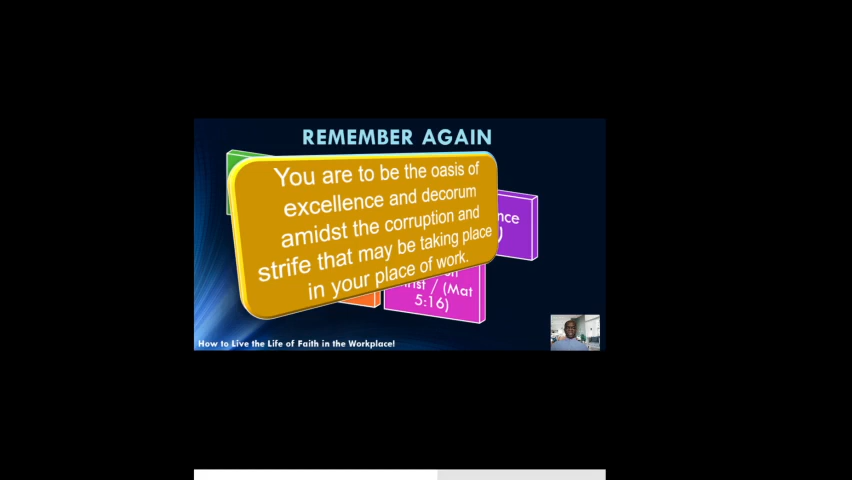 REMEMBER AGAIN
You are to be the oasis of
excellence and decorum
amidst the corruption and
strife that may be taking place
in your place of work.
(Mat
5:16)
How to Live the Life of Faith in the Workplace!